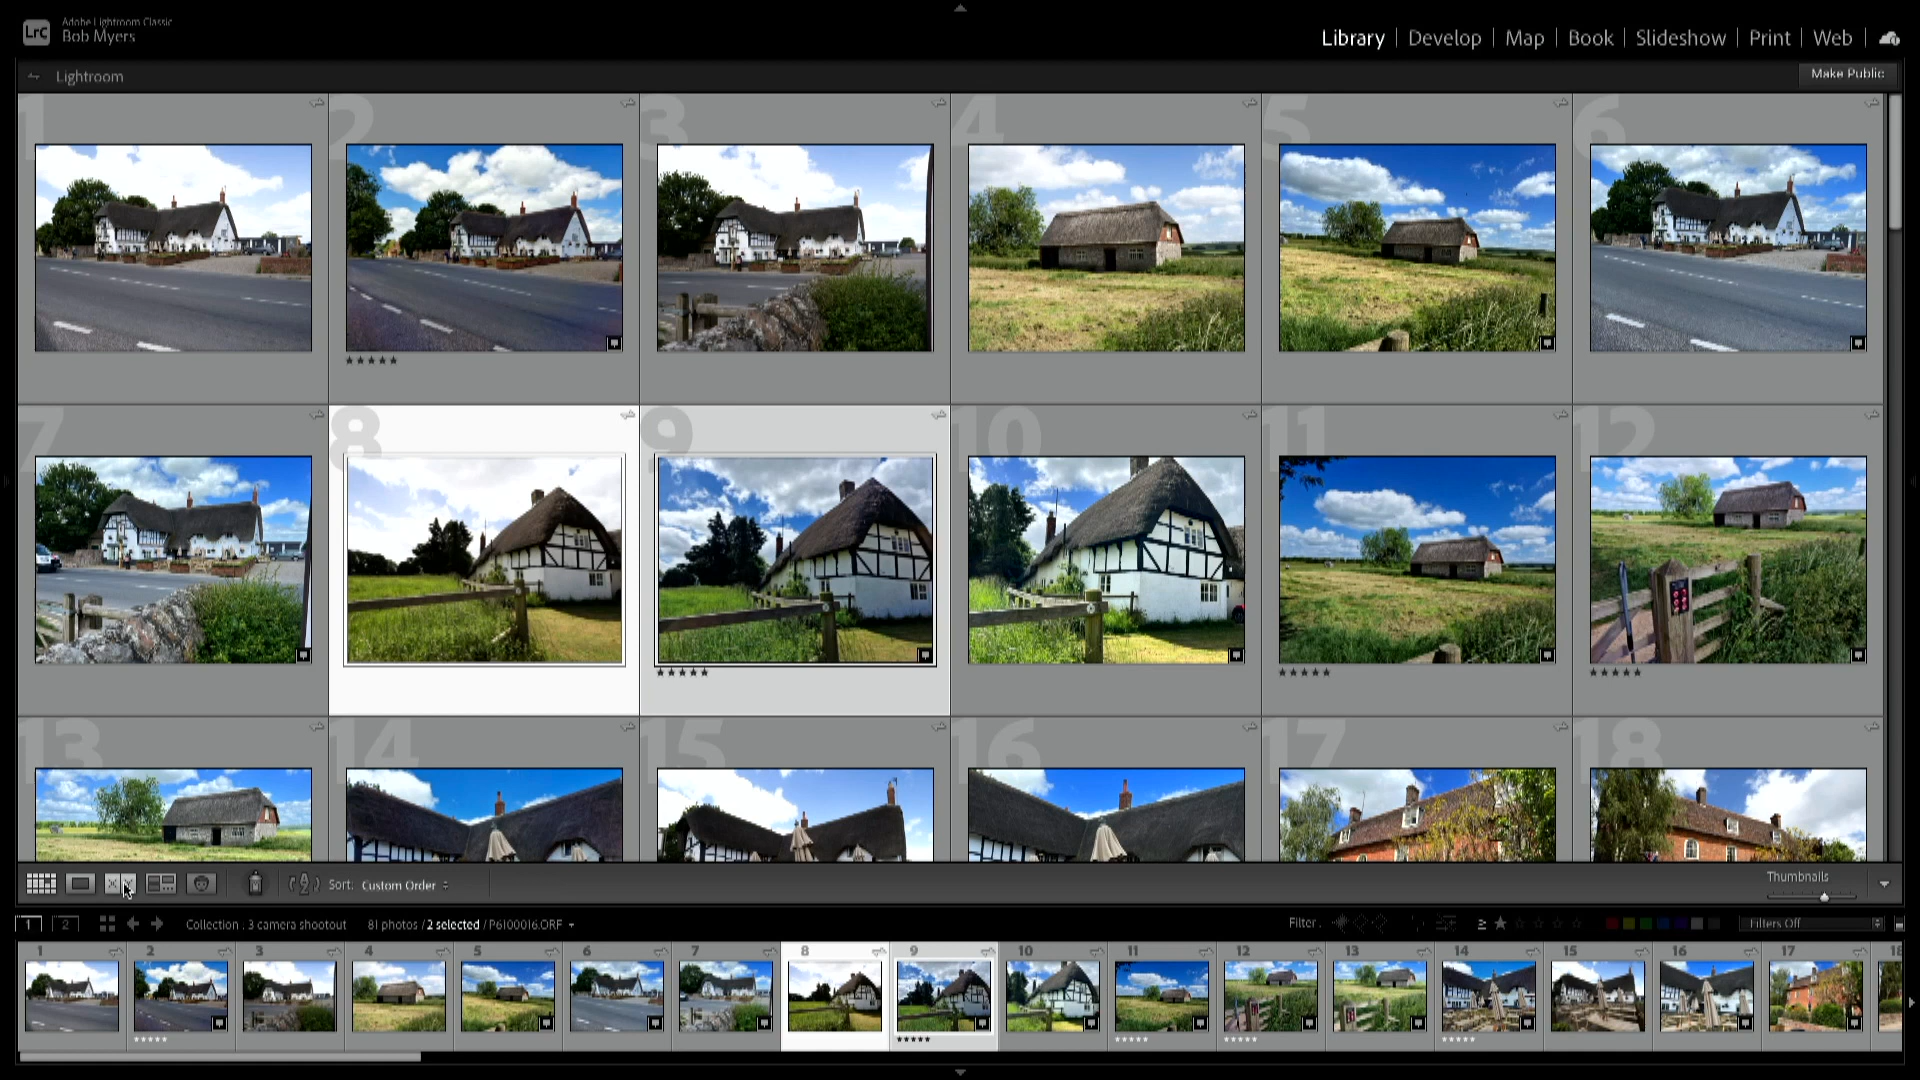 LrC
Adobe Lightroom Classic
Bob Myers
Library
Develop
Map
Book
Slideshow
Print
Web
Lightroom
Make Public
1
2
3
4
5
6
7
8
9
10
11
12
13
14
15
16
17
18
Sort: Custom Order
Thumbnails
1
2
Collection : 3 camera shootout
81 photos / 2 selected / P6100016.ORF
Filter :
Filters Off
1
2
3
4
5
6
7
8
9
10
11
12
13
14
15
16
17
18